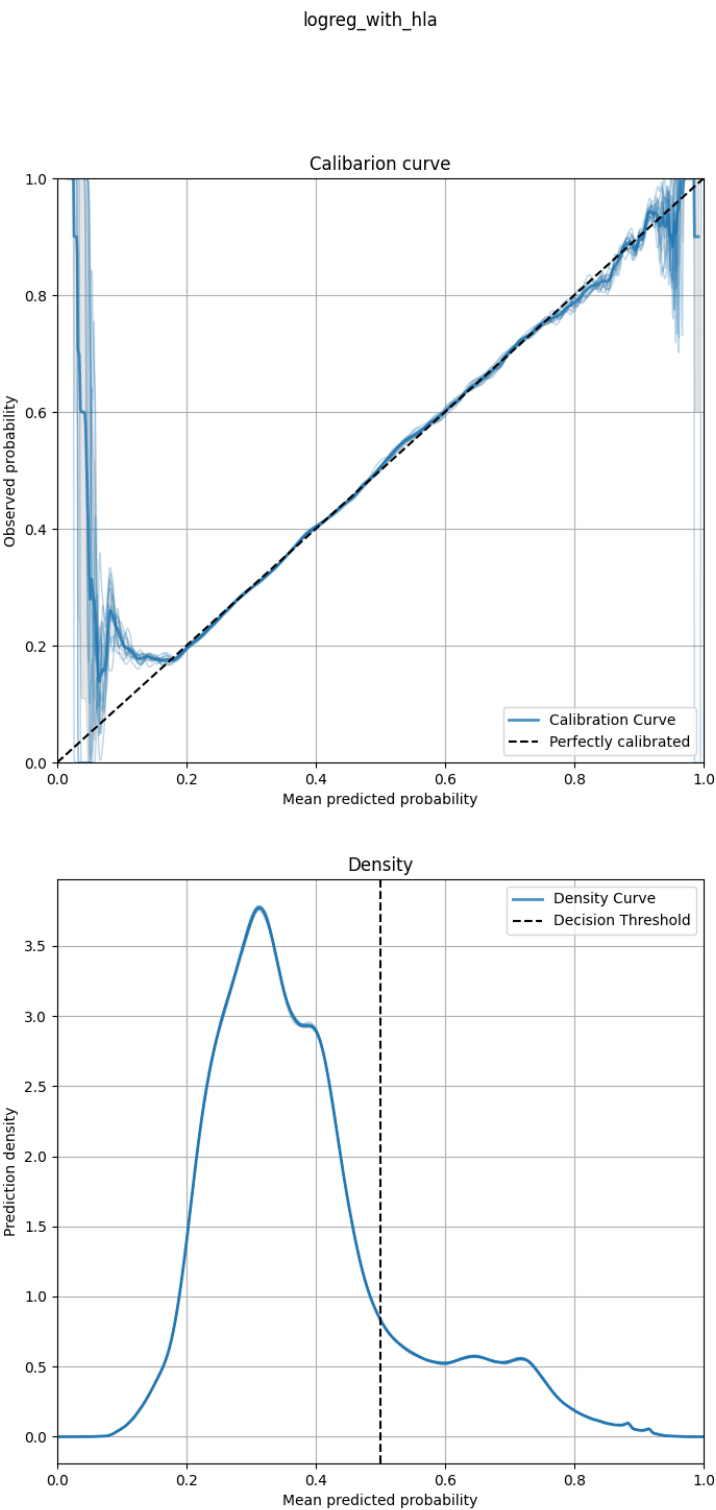 logreg_with_hla
Calibarion curve
1.0
0.8
0.6
0.4
0.2
0.0
Observed probability
Calibration Curve
Perfectly calibrated
0.0 0.2 0.4 0.6 0.8 1.0
Mean predicted probability
Density
3.5
3.0
2.5
2.0
1.5
1.0
0.5
0.0
Prediction density
Density Curve
Decision Threshold
0.0 0.2 0.4 0.6 0.8 1.0
Mean predicted probability